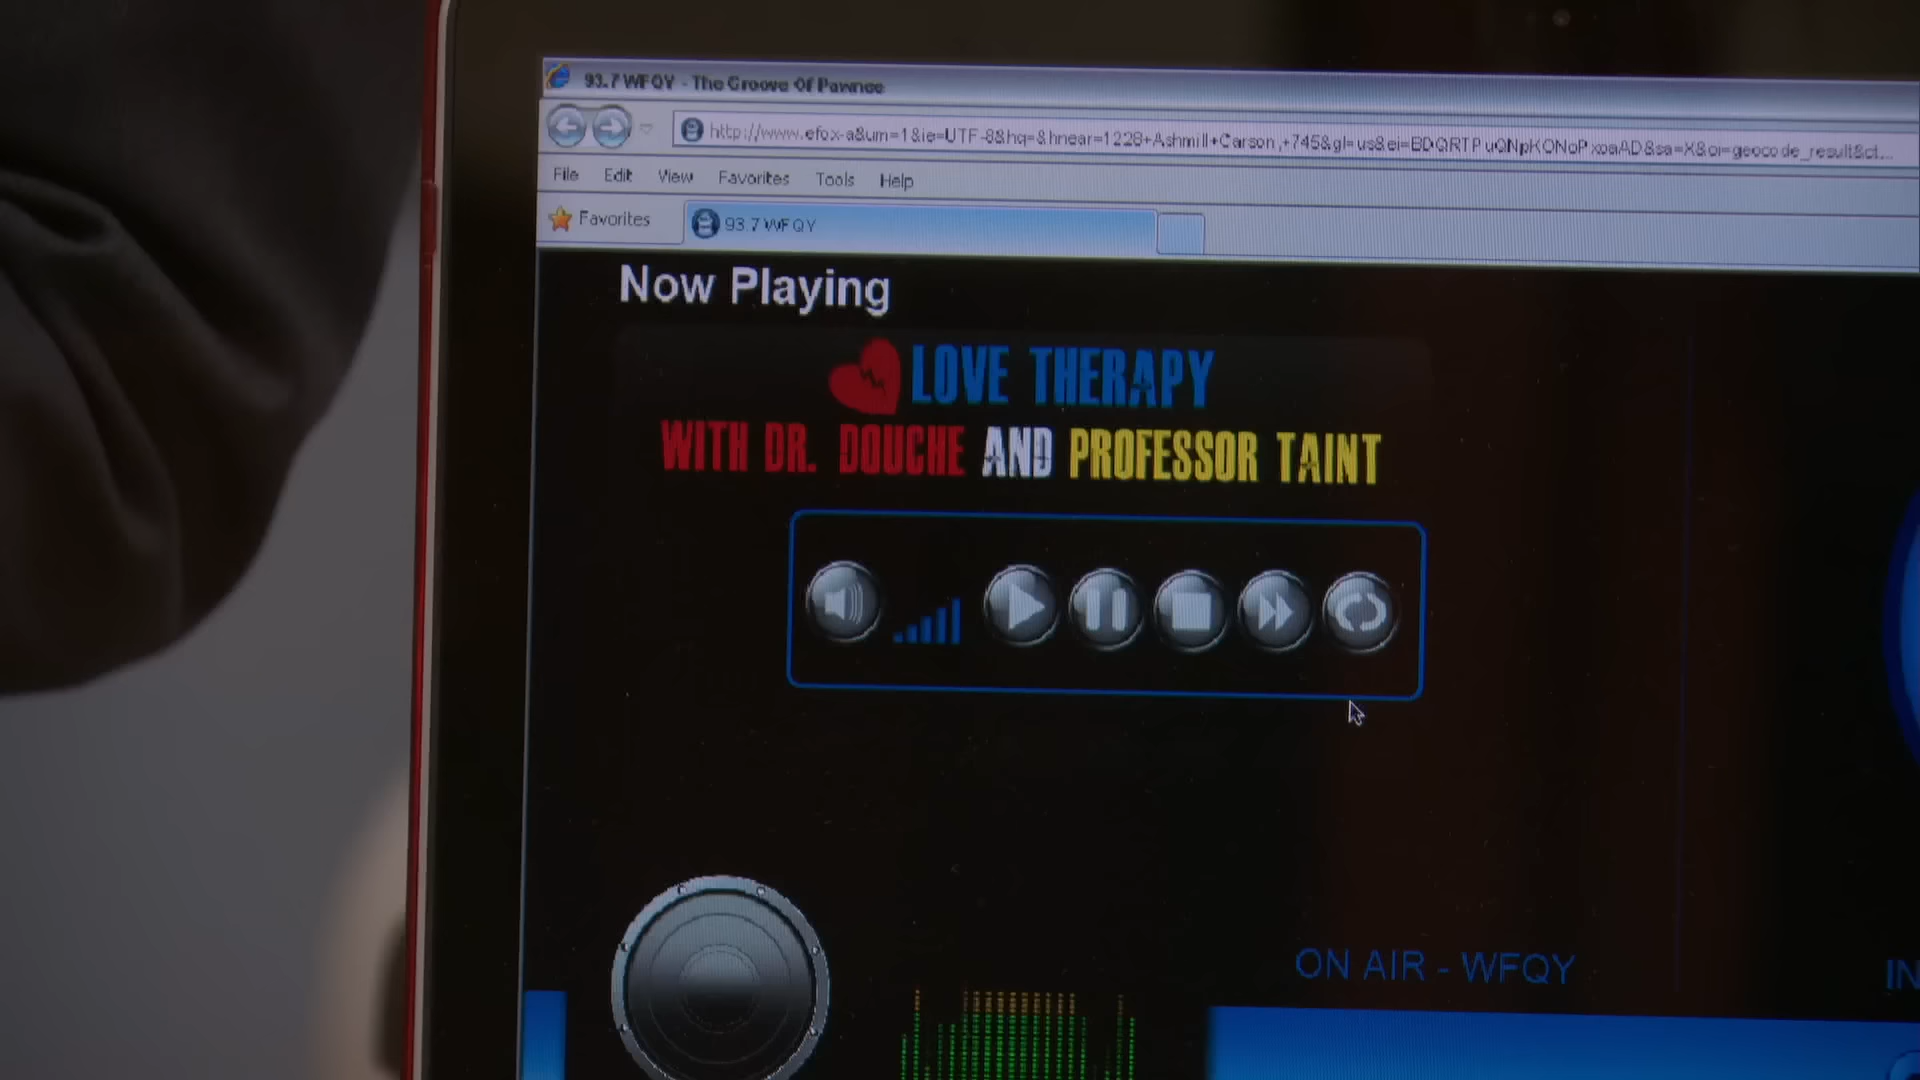 93.7 WFQY - The Groove Of Pawnee
File Edit View Favorites Tools Help
Favorites 93.7 WFQY
Now Playing
LOVE THERAPY
WITH DR. DOUCHE AND PROFESSOR TAINT
ON AIR - WFQY
IN